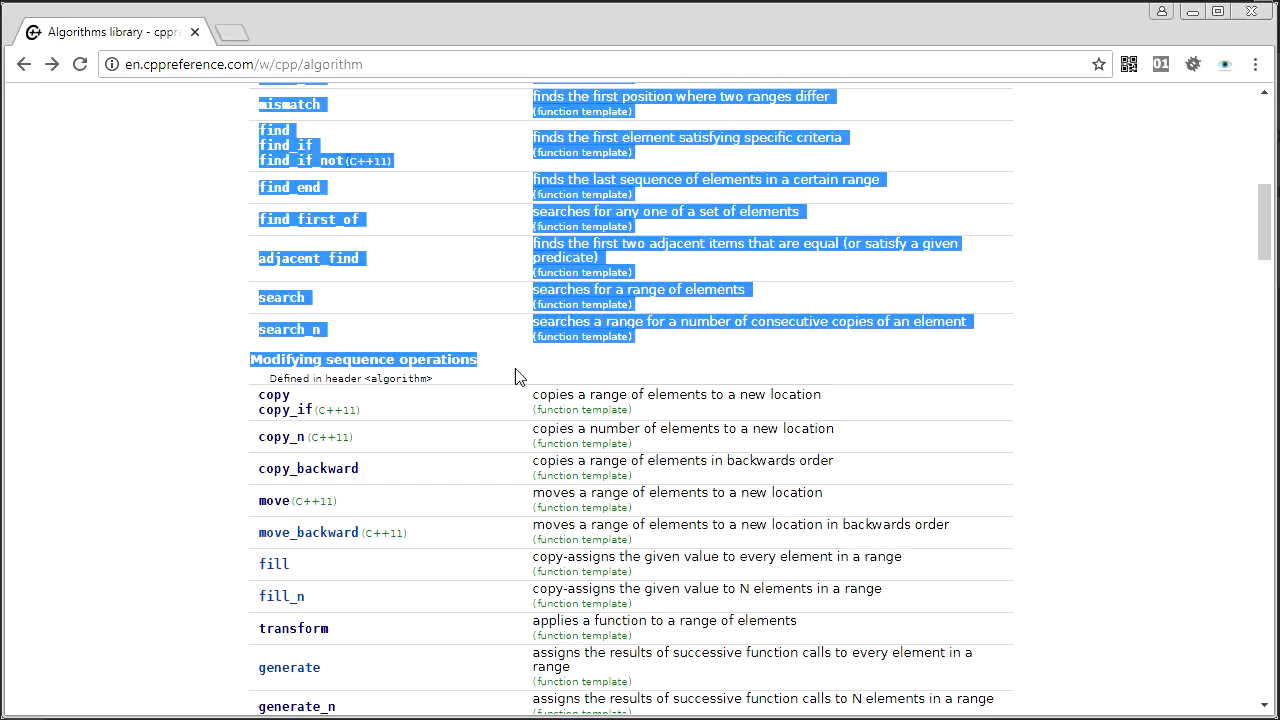 Algorithms library - cppr
en.cppreference.com/w/cpp/algorithm
01
mismatch
finds the first position where two ranges differ
(function template)
find
find_if
find_if_not (C++11)
finds the first element satisfying specific criteria
(function template)
find_end
finds the last sequence of elements in a certain range
(function template)
find_first_of
searches for any one of a set of elements
(function template)
adjacent_find
finds the first two adjacent items that are equal (or satisfy a given
predicate)
(function template)
search
searches for a range of elements
(function template)
search_n
searches a range for a number of consecutive copies of an element
(function template)
Modifying sequence operations
Defined in header <algorithm>
copy
copy_if (C++11)
copies a range of elements to a new location
(function template)
copy_n (C++11)
copies a number of elements to a new location
(function template)
copy_backward
copies a range of elements in backwards order
(function template)
move (C++11)
moves a range of elements to a new location
(function template)
move_backward (C++11)
moves a range of elements to a new location in backwards order
(function template)
fill
copy-assigns the given value to every element in a range
(function template)
fill_n
copy-assigns the given value to N elements in a range
(function template)
transform
applies a function to a range of elements
(function template)
generate
assigns the results of successive function calls to every element in a
range
(function template)
generate_n
assigns the results of successive function calls to N elements in a range
(function template)